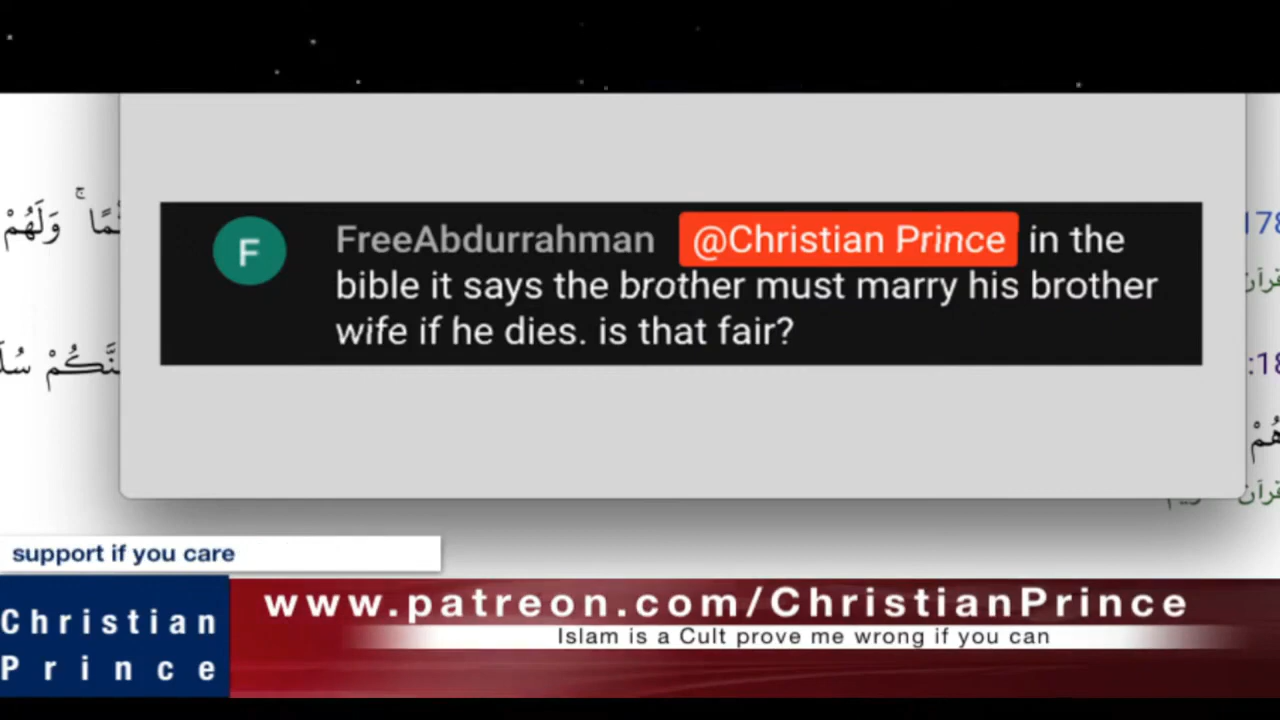 FreeAbdurrahman @Christian Prince in the
bible it says the brother must marry his brother
wife if he dies. is that fair?
F
وَلَهُمْ
178
هُمْ
support if you care
Christian
Prince
www.patreon.com/ChristianPrince
Islam is a Cult prove me wrong if you can